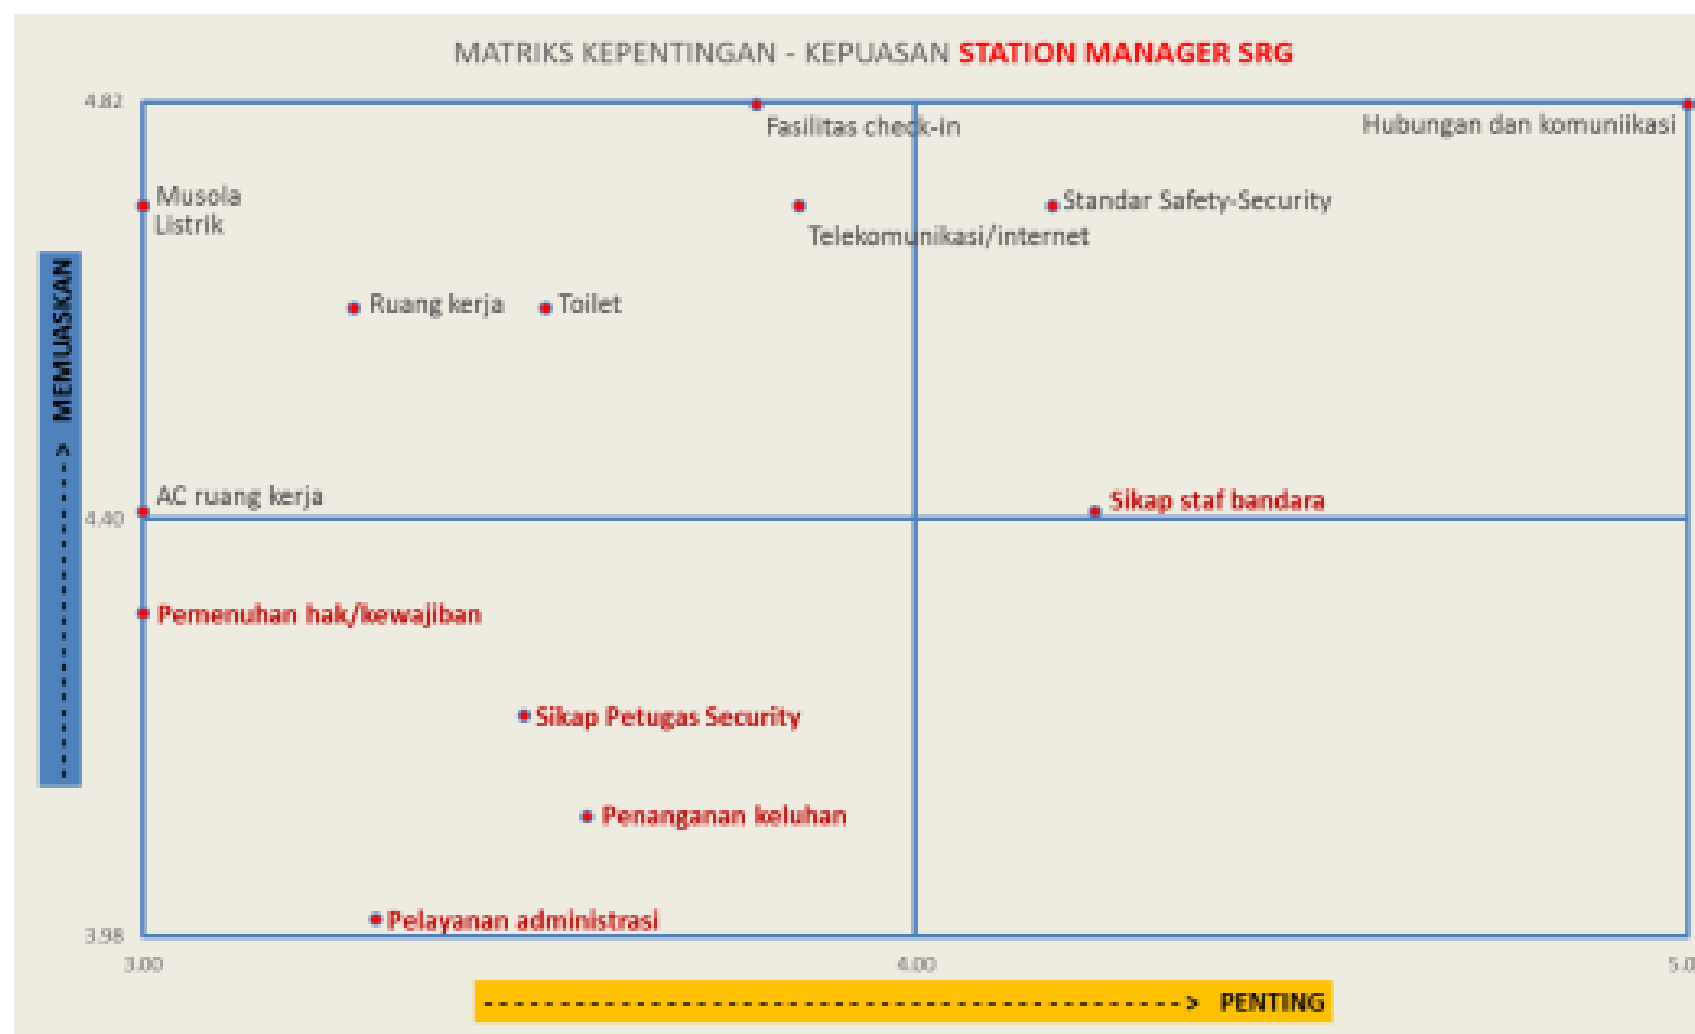 MATRIKS KEPENTINGAN - KEPUASAN STATION MANAGER SRG
4.82
Fasilitas check-in
Hubungan dan komuniikasi
Musola
Listrik
Standar Safety-Security
Telekomunikasi/internet
Ruang kerja
Toilet
MEMUASKAN
AC ruang kerja
4.40
Sikap staf bandara
Pemenuhan hak/kewajiban
Sikap Petugas Security
Penanganan keluhan
Pelayanan administrasi
3.98
3.00
4.00
5.0
-----------------------------------------------> PENTING